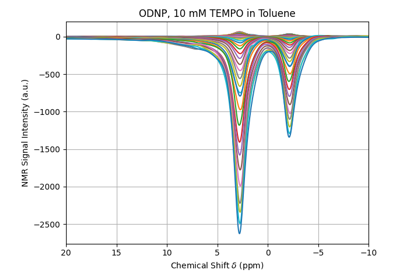 ODNP, 10 mM TEMPO in Toluene
NMR Signal Intensity (a.u.)
0
−500
−1000
−1500
−2000
−2500
20 15 10 5 0 −5 −10
Chemical Shift δ (ppm)